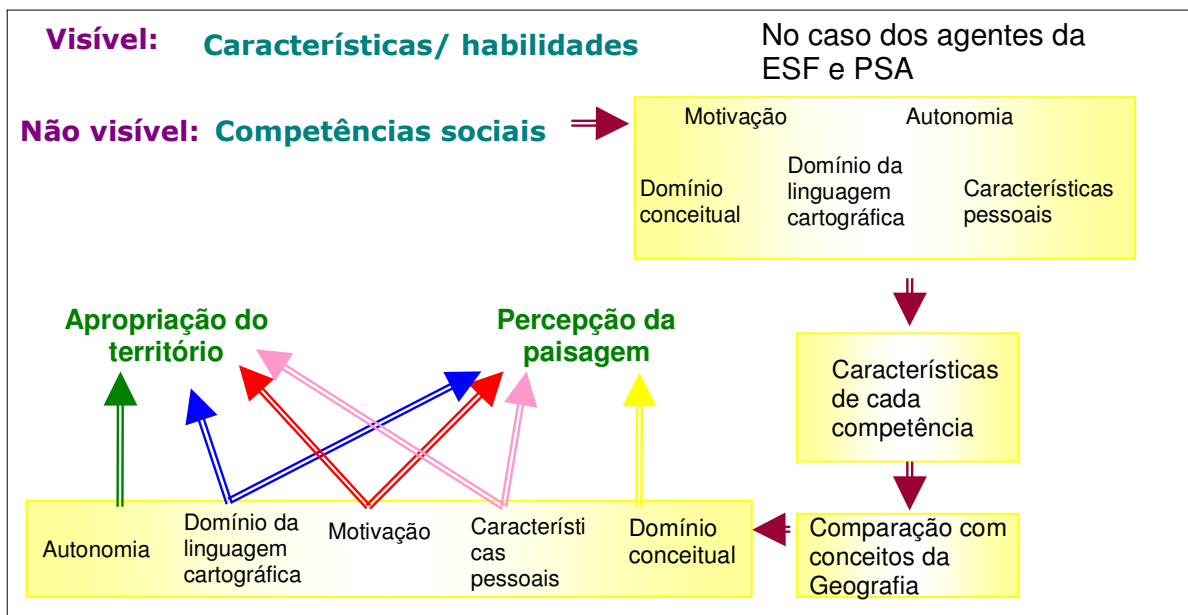 Visível: Características/ habilidades
No caso dos agentes da
ESF e PSA
Não visível: Competências sociais
Motivação Autonomia
Domínio
conceitual
Domínio da
linguagem
cartográfica
Características
pessoais
Apropriação do
território
Percepção da
paisagem
Características
de cada
competência
Autonomia
Domínio da
linguagem
cartográfica
Motivação
Característi
cas
pessoais
Domínio
conceitual
Comparação com
conceitos da
Geografia